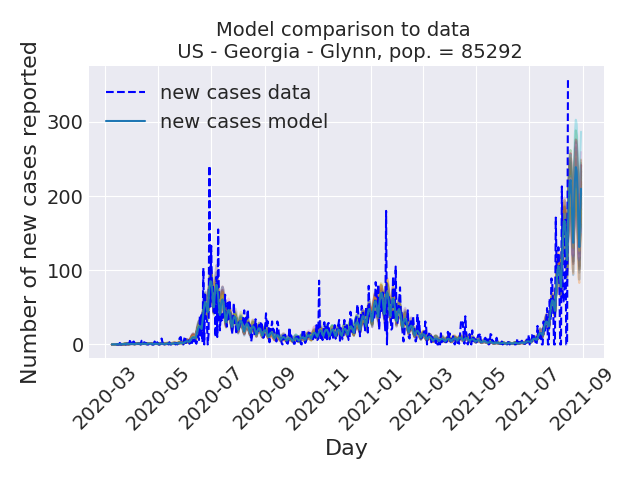 Model comparison to data
US - Georgia - Glynn, pop. = 85292
Number of new cases reported
new cases data
new cases model
300
200
100
0
2020-03
2020-05
2020-07
2020-09
2020-11
2021-01
2021-03
2021-05
2021-07
2021-09
Day